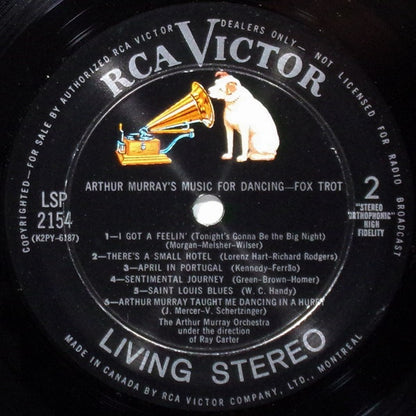 COPYRIGHTED—FOR SALE BY AUTHORIZED RCA VICTOR DEALERS ONLY— NOT LICENSED FOR RADIO BROADCAST
RCA VICTOR
ARTHUR MURRAY'S MUSIC FOR DANCING—FOX TROT
LSP
2154
(K2PY-6187)
2
"STEREO
ORTHOPHONIC"
HIGH
FIDELITY
1—I GOT A FEELIN' (Tonight's Gonna Be the Big Night)
(Morgan-Melsher-Wilser)
2—THERE'S A SMALL HOTEL (Lorenz Hart-Richard Rodgers)
3—APRIL IN PORTUGAL (Kennedy-Ferrão)
4—SENTIMENTAL JOURNEY (Green-Brown-Homer)
5—SAINT LOUIS BLUES (W. C. Handy)
6—ARTHUR MURRAY TAUGHT ME DANCING IN A HURRY
(J. Mercer-V. Schertzinger)
The Arthur Murray Orchestra
under the direction
of Ray Carter
LIVING STEREO
MADE IN CANADA BY RCA VICTOR COMPANY, LTD., MONTREAL